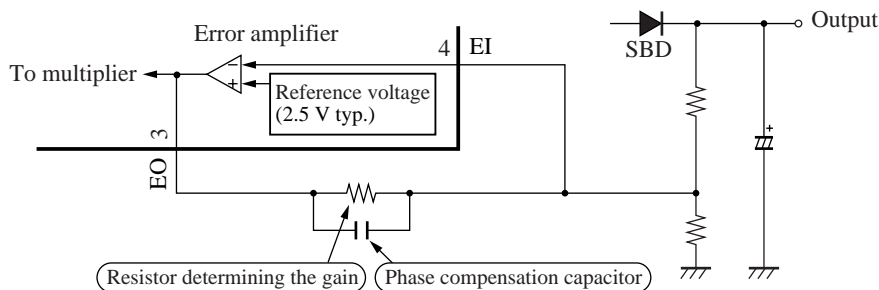 Error amplifier
4
EI
SBD
Output
To multiplier
−
+
Reference voltage
(2.5 V typ.)
3
EO
+
Resistor determining the gain
Phase compensation capacitor